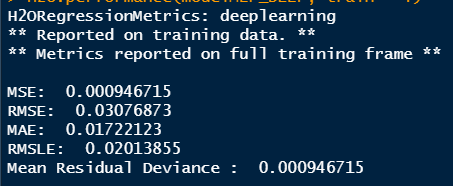 H2ORegressionMetrics: deeplearning
** Reported on training data. **
** Metrics reported on full training frame **
MSE:  0.000946715
RMSE:  0.03076873
MAE:  0.01722123
RMSLE:  0.02013855
Mean Residual Deviance :  0.000946715